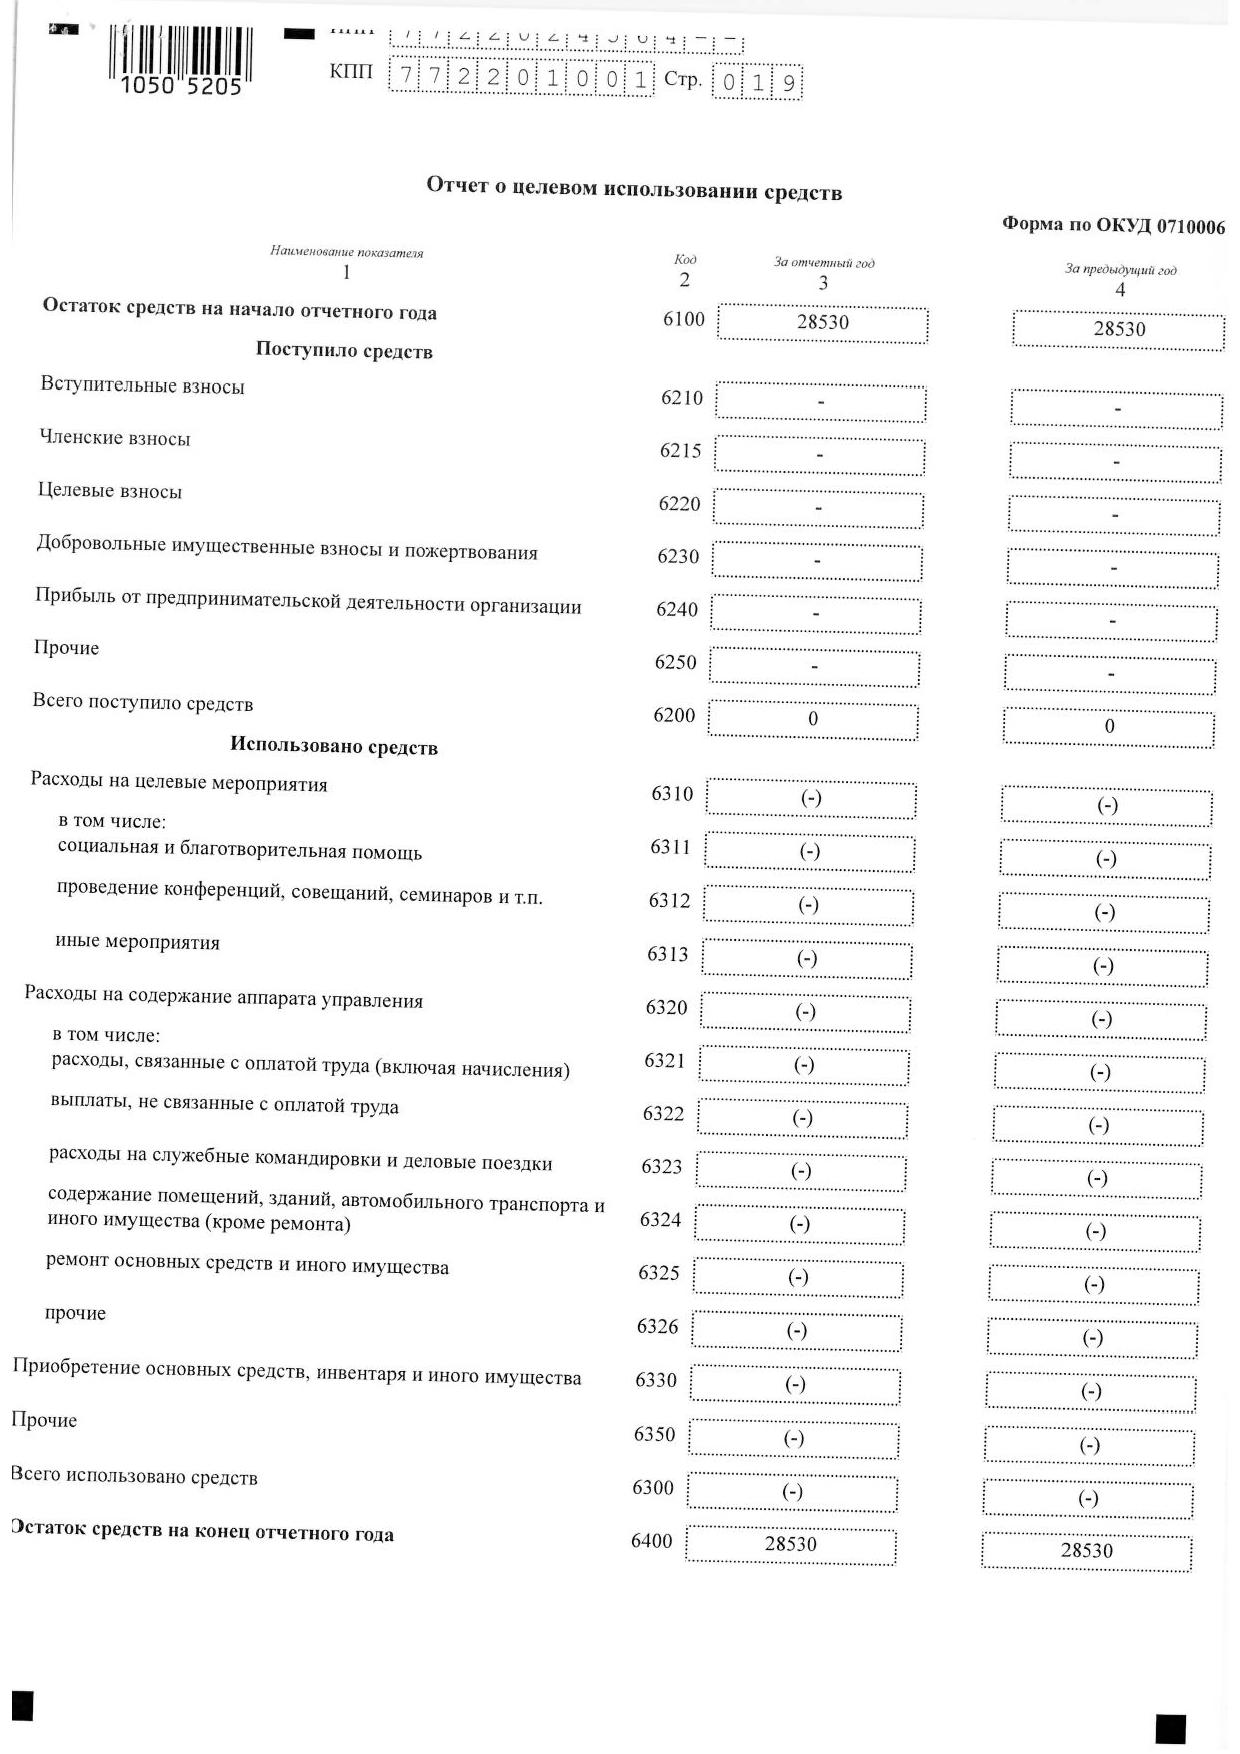 1050 5205
КПП 772201001 Стр. 019
Отчет о целевом использовании средств
Форма по ОКУД 0710006
Наименование показателя Код За отчетный год За предыдущий год
1 2 3 4
Остаток средств на начало отчетного года 6100 28530 28530
Поступило средств
Вступительные взносы 6210 - -
Членские взносы 6215 - -
Целевые взносы 6220 - -
Добровольные имущественные взносы и пожертвования 6230 - -
Прибыль от предпринимательской деятельности организации 6240 - -
Прочие 6250 - -
Всего поступило средств 6200 0 0
Использовано средств
Расходы на целевые мероприятия 6310 (-) (-)
в том числе:
социальная и благотворительная помощь 6311 (-) (-)
проведение конференций, совещаний, семинаров и т.п. 6312 (-) (-)
иные мероприятия 6313 (-) (-)
Расходы на содержание аппарата управления 6320 (-) (-)
в том числе:
расходы, связанные с оплатой труда (включая начисления) 6321 (-) (-)
выплаты, не связанные с оплатой труда 6322 (-) (-)
расходы на служебные командировки и деловые поездки 6323 (-) (-)
содержание помещений, зданий, автомобильного транспорта и
иного имущества (кроме ремонта) 6324 (-) (-)
ремонт основных средств и иного имущества 6325 (-) (-)
прочие 6326 (-) (-)
Приобретение основных средств, инвентаря и иного имущества 6330 (-) (-)
Прочие 6350 (-) (-)
Всего использовано средств 6300 (-) (-)
Остаток средств на конец отчетного года 6400 28530 28530